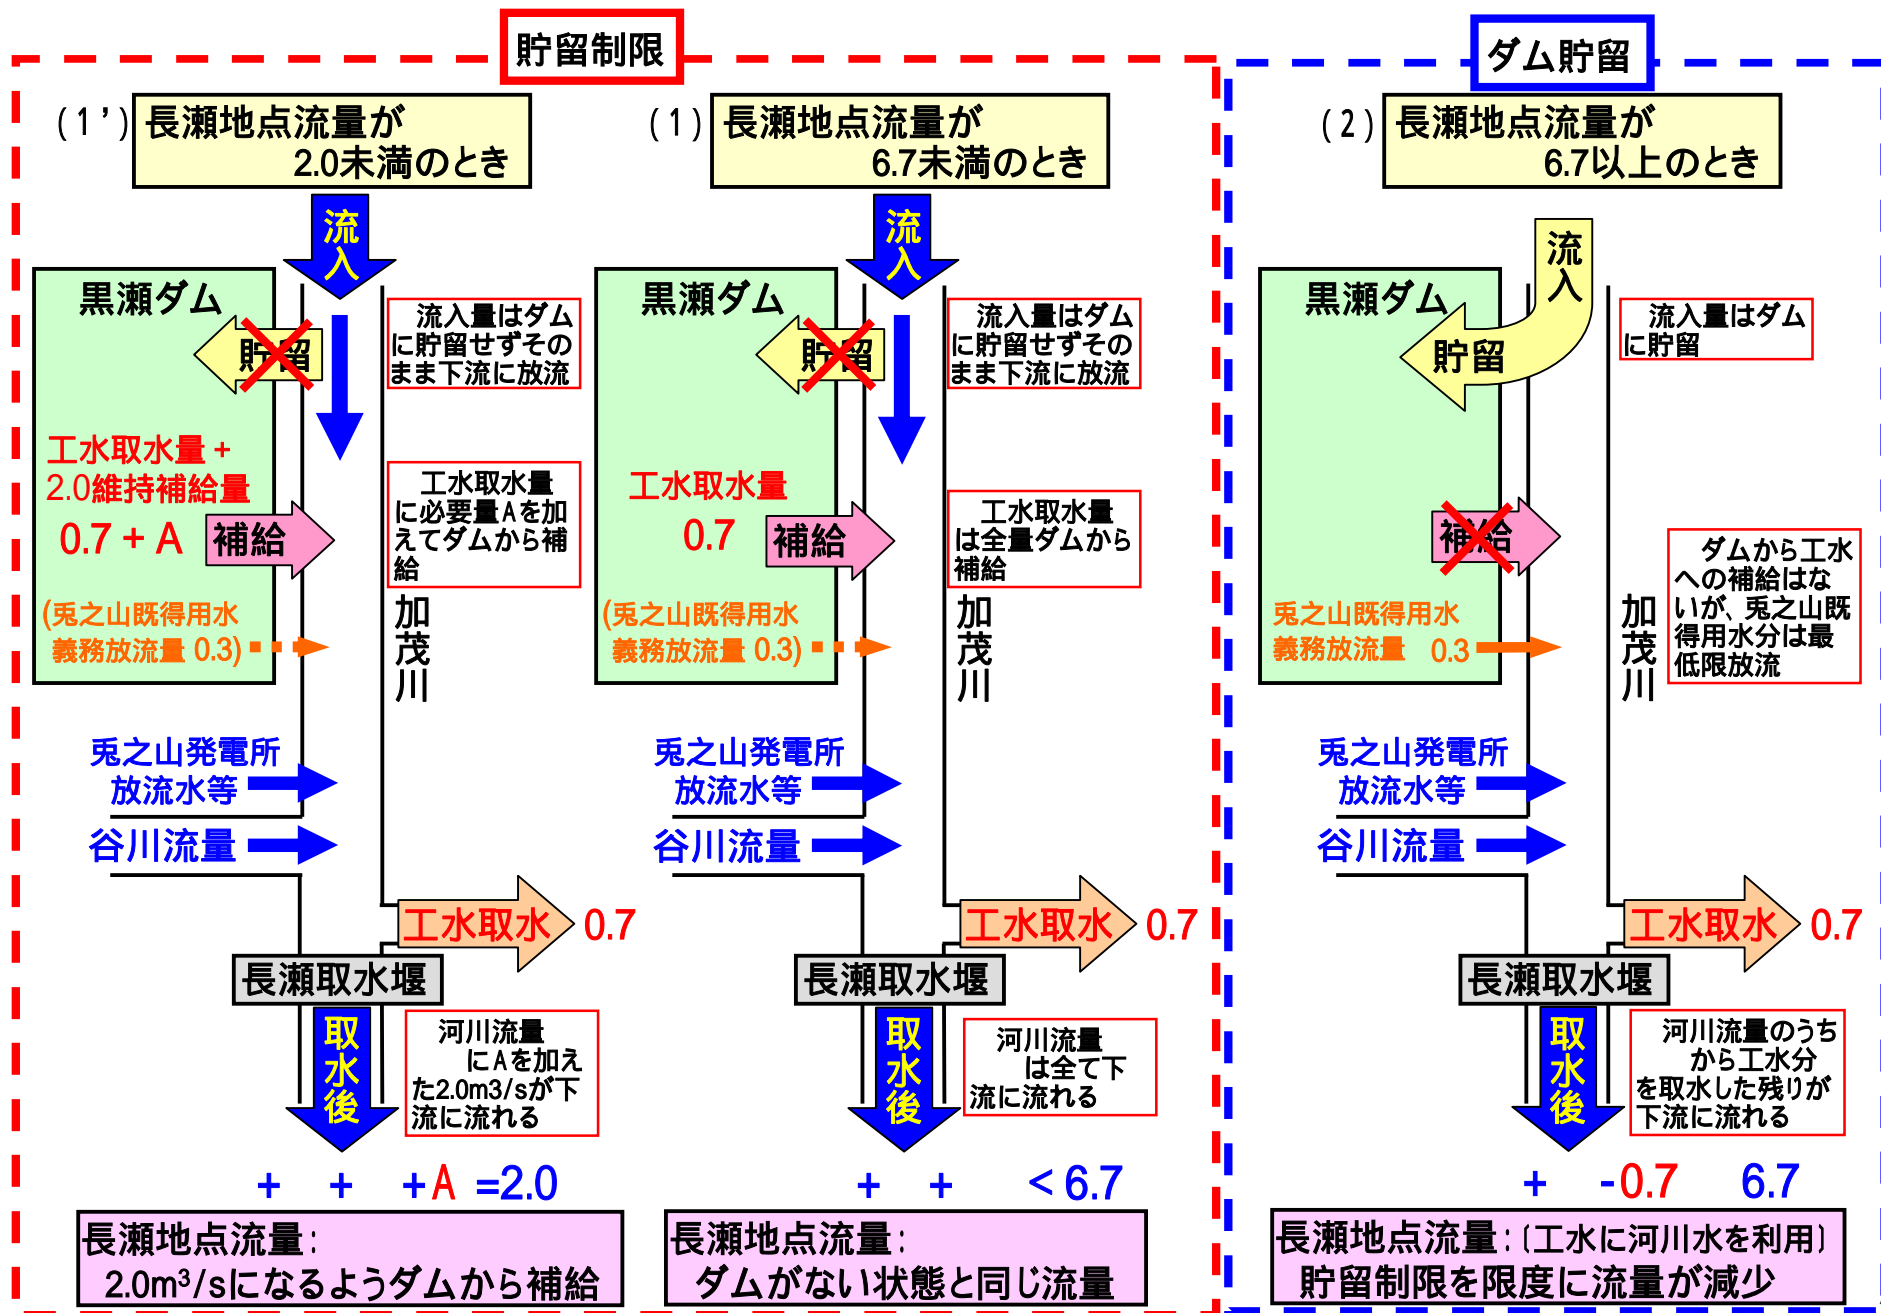 貯留制限
(1’)
長瀬地点流量が
2.0未満のとき
流入
黒瀬ダム
貯留
流入量はダム
に貯留せずその
まま下流に放流
工水取水量+
2.0維持補給量
0.7+A
補給
工水取水量
に必要量Aを加
えてダムから補
給
(兎之山既得用水
義務放流量 0.3)
加茂川
兎之山発電所
放流水等
谷川流量
工水取水 0.7
長瀬取水堰
取水後
河川流量
にAを加え
た2.0m3/sが下
流に流れる
+ + +A =2.0
長瀬地点流量:
2.0m³/sになるようダムから補給
(1)
長瀬地点流量が
6.7未満のとき
流入
黒瀬ダム
貯留
流入量はダム
に貯留せずその
まま下流に放流
工水取水量
0.7
補給
工水取水量
は全量ダムから
補給
(兎之山既得用水
義務放流量 0.3)
加茂川
兎之山発電所
放流水等
谷川流量
工水取水 0.7
長瀬取水堰
取水後
河川流量
は全て下
流に流れる
+ + <6.7
長瀬地点流量:
ダムがない状態と同じ流量
ダム貯留
(2)
長瀬地点流量が
6.7以上のとき
流入
黒瀬ダム
貯留
流入量はダム
に貯留
補給
ダムから工水
への補給はな
いが、兎之山既
得用水分は最
低限放流
兎之山既得用水
義務放流量 0.3
加茂川
兎之山発電所
放流水等
谷川流量
工水取水 0.7
長瀬取水堰
取水後
河川流量のうち
から工水分
を取水した残りが
下流に流れる
+ -0.7 6.7
長瀬地点流量:〔工水に河川水を利用〕
貯留制限を限度に流量が減少